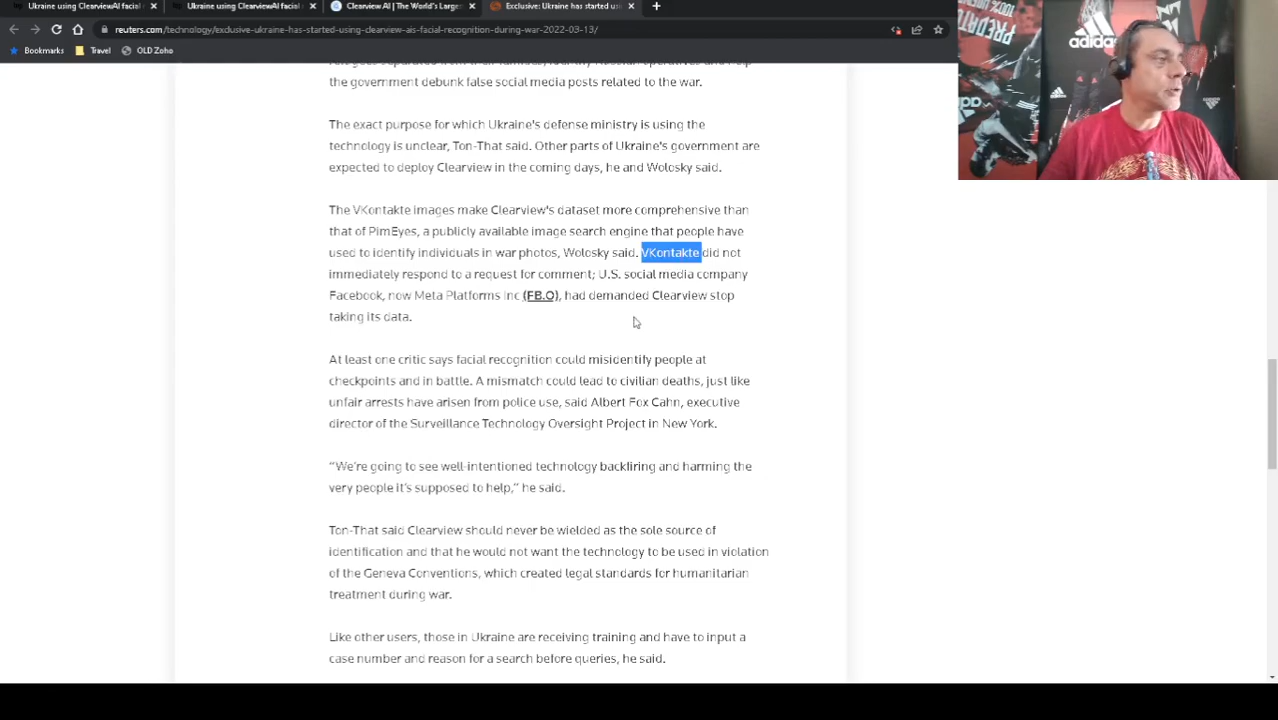 Ukraine using ClearviewAI facial
Ukraine using ClearviewAI facial
Clearview AI | The World's Larges
Exclusive: Ukraine has started usin
reuters.com/technology/exclusive-ukraine-has-started-using-clearview-ais-facial-recognition-during-war-2022-03-13/
Bookmarks
Travel
OLD Zoho
PREDATOR
100% UNFAIR
adidas
the government debunk false social media posts related to the war.
The exact purpose for which Ukraine's defense ministry is using the
technology is unclear, Ton-That said. Other parts of Ukraine's government are
expected to deploy Clearview in the coming days, he and Wolosky said.
The VKontakte images make Clearview's dataset more comprehensive than
that of PimEyes, a publicly available image search engine that people have
used to identify individuals in war photos, Wolosky said. VKontakte did not
immediately respond to a request for comment; U.S. social media company
Facebook, now Meta Platforms Inc (FB.O), had demanded Clearview stop
taking its data.
At least one critic says facial recognition could misidentify people at
checkpoints and in battle. A mismatch could lead to civilian deaths, just like
unfair arrests have arisen from police use, said Albert Fox Cahn, executive
director of the Surveillance Technology Oversight Project in New York.
“We're going to see well-intentioned technology backfiring and harming the
very people it's supposed to help,” he said.
Ton-That said Clearview should never be wielded as the sole source of
identification and that he would not want the technology to be used in violation
of the Geneva Conventions, which created legal standards for humanitarian
treatment during war.
Like other users, those in Ukraine are receiving training and have to input a
case number and reason for a search before queries, he said.